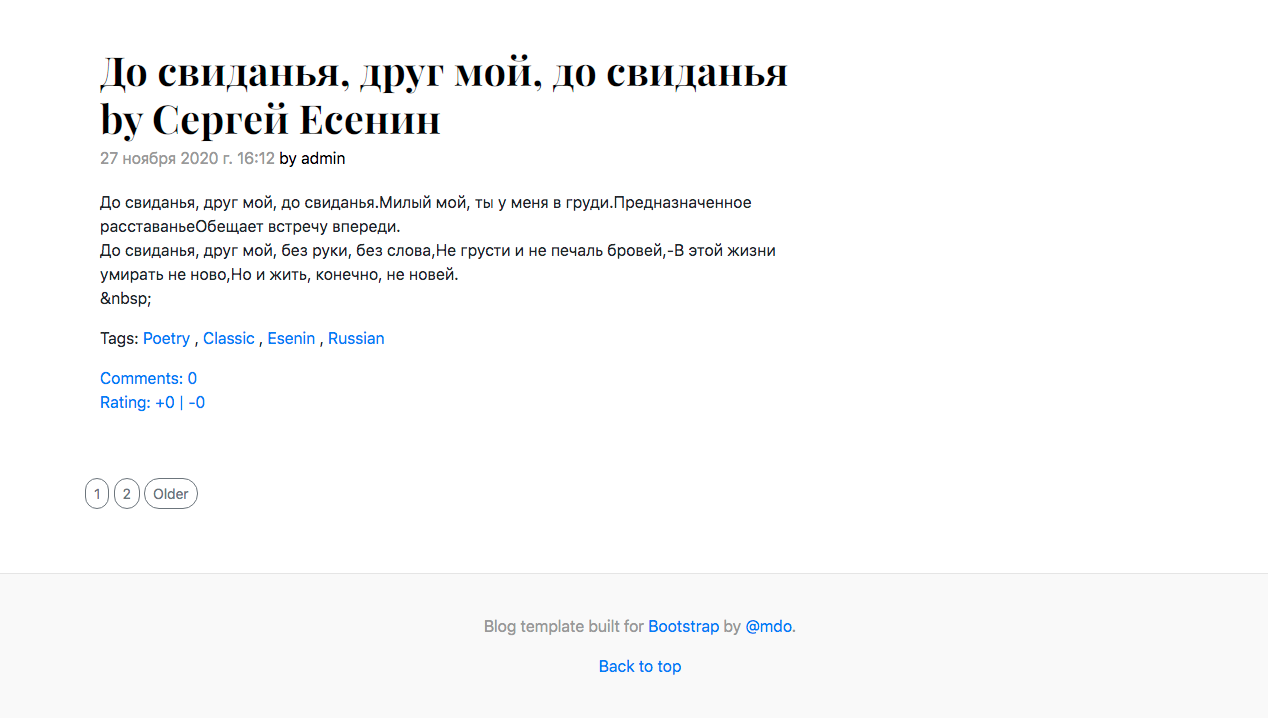 До свиданья, друг мой, до свиданья
by Сергей Есенин
27 ноября 2020 г. 16:12 by admin
До свиданья, друг мой, до свиданья.Милый мой, ты у меня в груди.Предназначенное
расставаньеОбещает встречу впереди.
До свиданья, друг мой, без руки, без слова,Не грусти и не печаль бровей,-В этой жизни
умирать не ново,Но и жить, конечно, не новей.
&nbsp;
Tags: Poetry , Classic , Esenin , Russian
Comments: 0
Rating: +0 | -0
1 2 Older
Blog template built for Bootstrap by @mdo.
Back to top